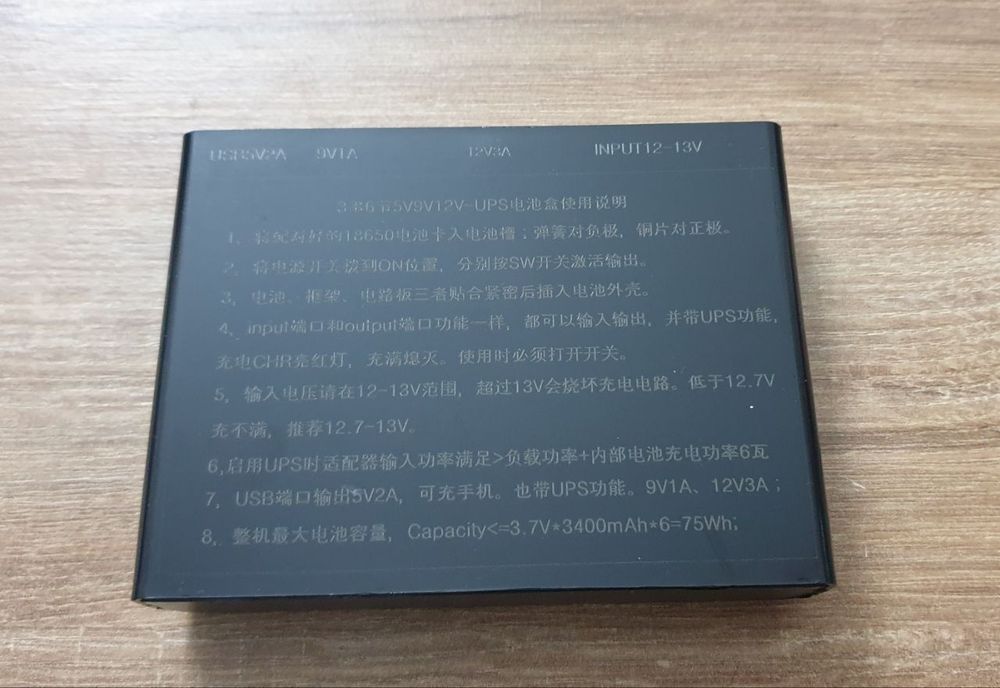 USB5V2A 9V1A 12V3A INPUT12-13V
3串6节5V9V12V-UPS电池盒使用说明
1、将配对好的18650电池卡入电池槽；弹簧对负极，铜片对正极。
2、将电源开关拨到ON位置，分别按SW开关激活输出。
3，电池、框架、电路板三者贴合紧密后插入电池外壳。
4、input端口和output端口功能一样，都可以输入输出，并带UPS功能，
充电CHR亮红灯，充满熄灭。使用时必须打开开关。
5，输入电压请在12-13V范围，超过13V会烧坏充电电路。低于12.7V
充不满，推荐12.7-13V。
6,启用UPS时适配器输入功率满足>负载功率+内部电池充电功率6瓦
7，USB端口输出5V2A，可充手机。也带UPS功能。9V1A、12V3A；
8，整机最大电池容量，Capacity<=3.7V*3400mAh*6=75Wh;